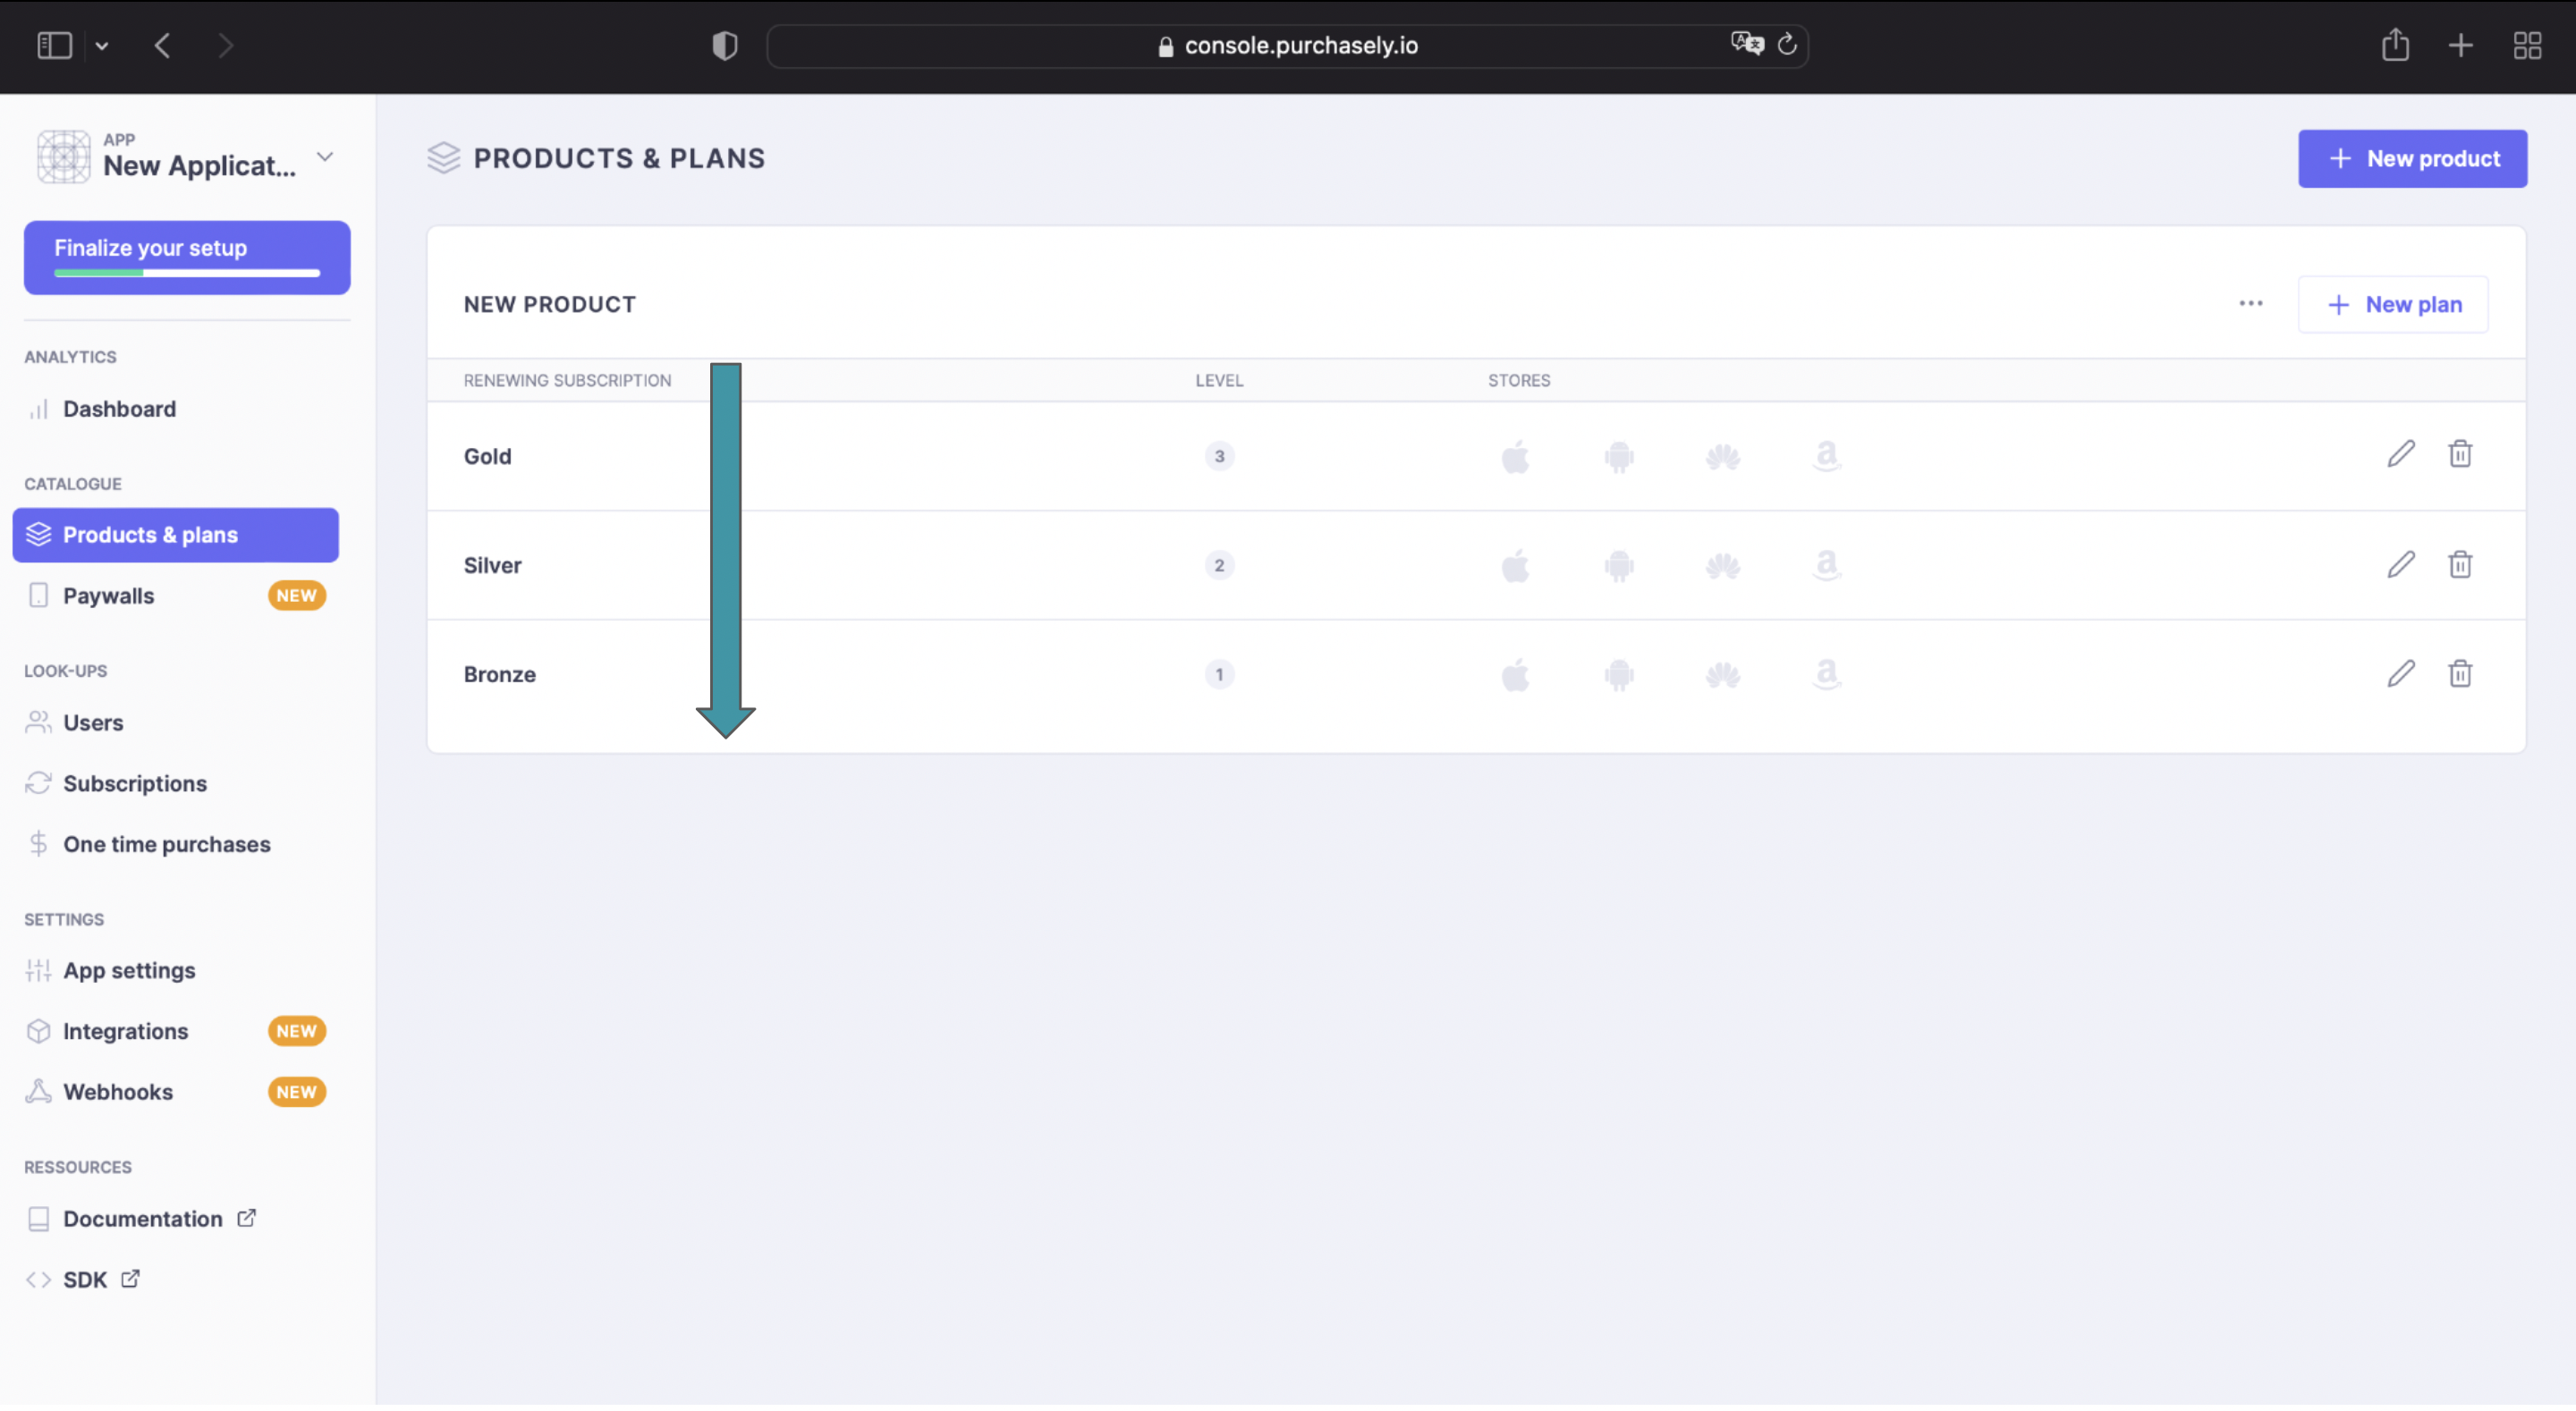 console.purchasely.io
APP
New Applicat...
Finalize your setup
ANALYTICS
Dashboard
CATALOGUE
Products & plans
Paywalls NEW
LOOK-UPS
Users
Subscriptions
One time purchases
SETTINGS
App settings
Integrations NEW
Webhooks NEW
RESSOURCES
Documentation
SDK
PRODUCTS & PLANS
+ New product
NEW PRODUCT
... + New plan
RENEWING SUBSCRIPTION LEVEL STORES
Gold 3
Silver 2
Bronze 1